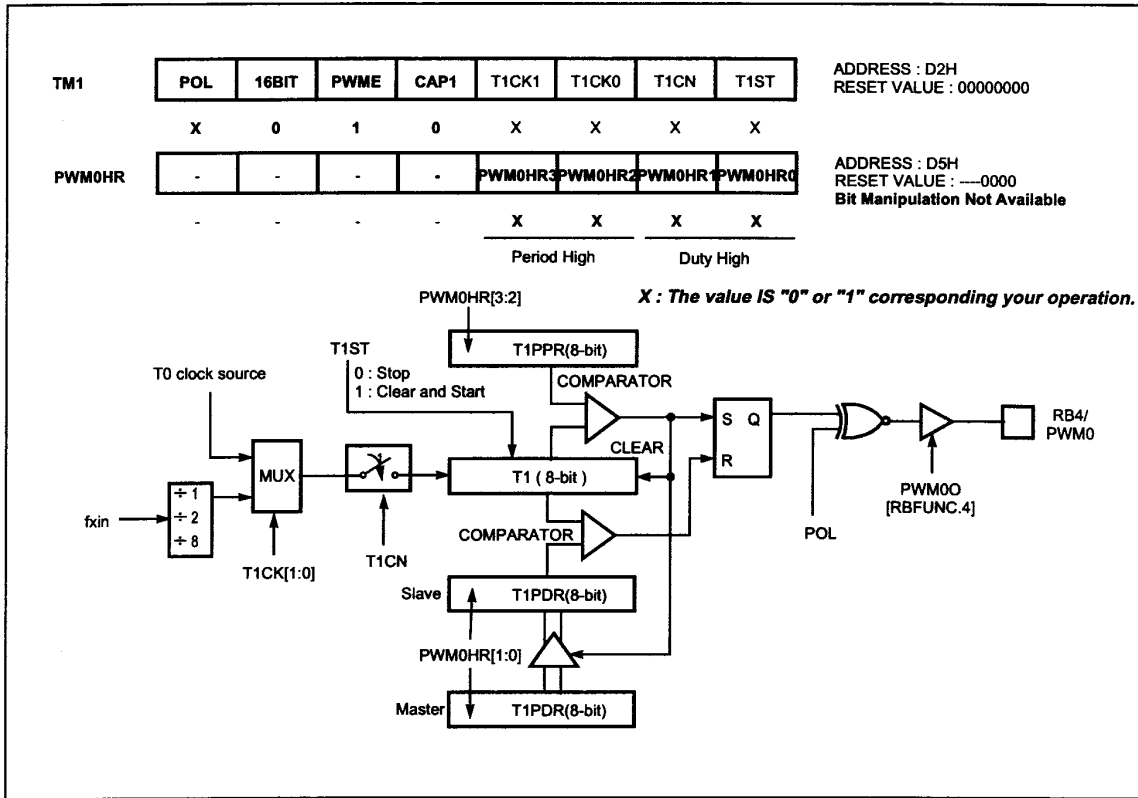 TM1 POL 16BIT PWME CAP1 T1CK1 T1CK0 T1CN T1ST
ADDRESS : D2H
RESET VALUE : 00000000
X 0 1 0 X X X X
PWM0HR - - - - PWM0HR3 PWM0HR2 PWM0HR1 PWM0HR0
ADDRESS : D5H
RESET VALUE : ----0000
Bit Manipulation Not Available
- - - - X X X X
Period High Duty High
X : The value IS "0" or "1" corresponding your operation.
PWM0HR[3:2]
T1PPR(8-bit)
T1ST
0 : Stop
1 : Clear and Start
T0 clock source
COMPARATOR
CLEAR
S Q
R
RB4/
PWM0
MUX
T1 ( 8-bit )
÷ 1
÷ 2
÷ 8
fxin
T1CK[1:0]
T1CN
COMPARATOR
POL
PWM0O
[RBFUNC.4]
Slave
T1PDR(8-bit)
PWM0HR[1:0]
Master
T1PDR(8-bit)